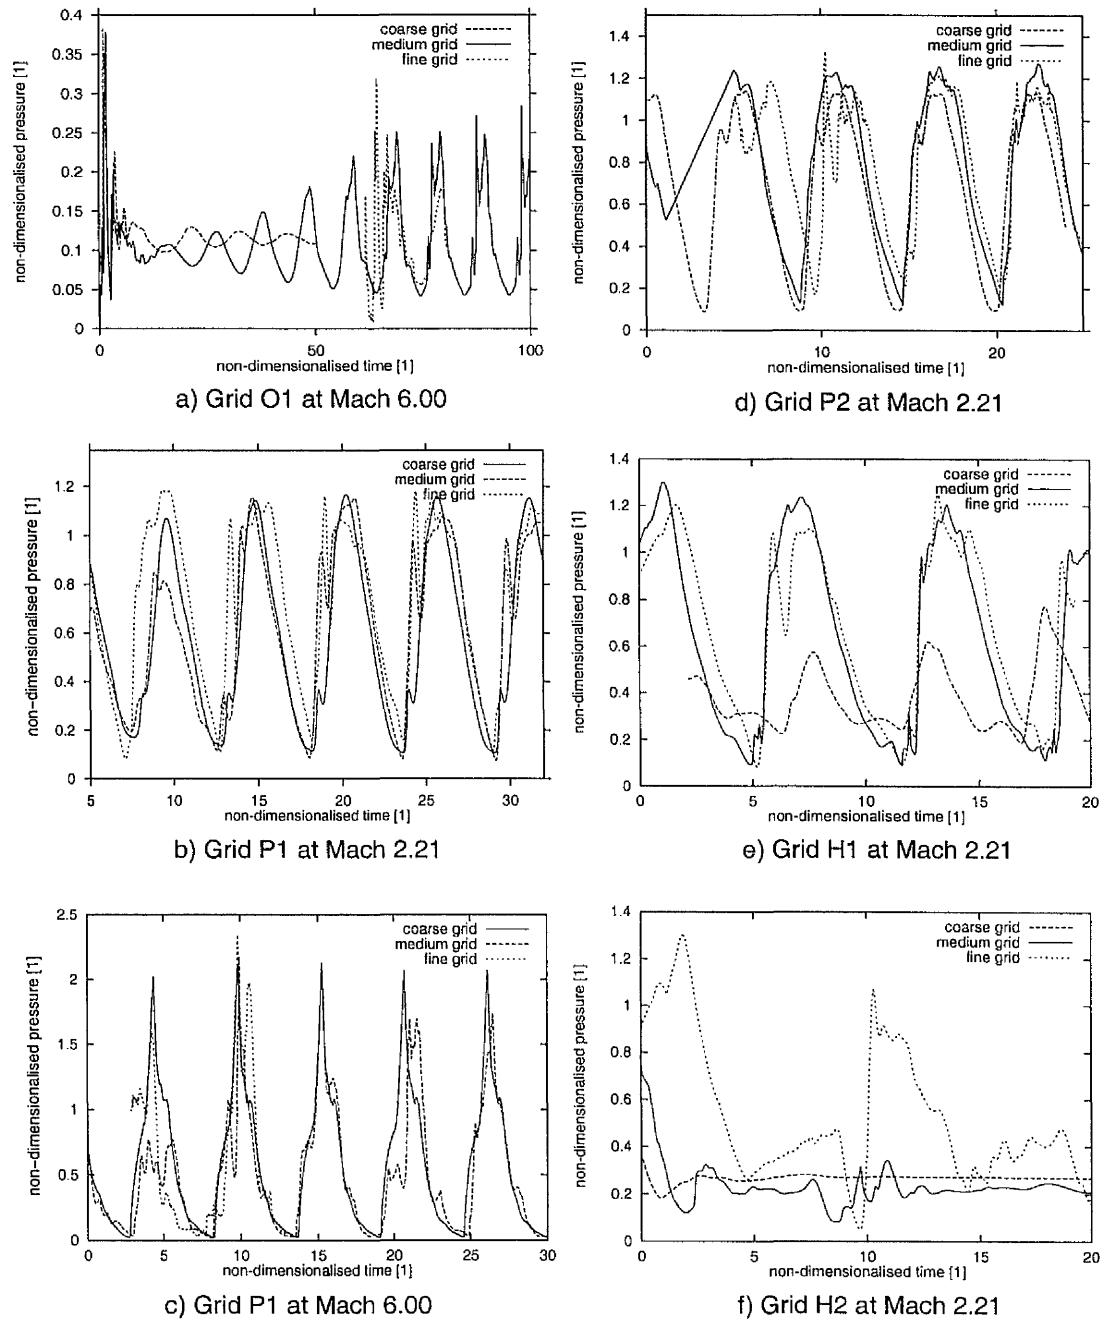 0.4
0.35
0.3
0.25
0.2
0.15
0.1
0.05
0
non-dimensionalised pressure [1]
coarse grid
medium grid
fine grid
0 50 100
non-dimensionalised time [1]
a) Grid O1 at Mach 6.00
1.4
1.2
1
0.8
0.6
0.4
0.2
0
non-dimensionalised pressure [1]
coarse grid
medium grid
fine grid
0 10 20
non-dimensionalised time [1]
d) Grid P2 at Mach 2.21
1.2
1
0.8
0.6
0.4
0.2
0
non-dimensionalised pressure [1]
coarse grid
medium grid
fine grid
5 10 15 20 25 30
non-dimensionalised time [1]
b) Grid P1 at Mach 2.21
1.4
1.2
1
0.8
0.6
0.4
0.2
0
non-dimensionalised pressure [1]
coarse grid
medium grid
fine grid
0 5 10 15 20
non-dimensionalised time [1]
e) Grid H1 at Mach 2.21
2.5
2
1.5
1
0.5
0
non-dimensionalised pressure [1]
coarse grid
medium grid
fine grid
0 5 10 15 20 25 30
non-dimensionalised time [1]
c) Grid P1 at Mach 6.00
1.4
1.2
1
0.8
0.6
0.4
0.2
0
non-dimensionalised pressure [1]
coarse grid
medium grid
fine grid
0 5 10 15 20
non-dimensionalised time [1]
f) Grid H2 at Mach 2.21